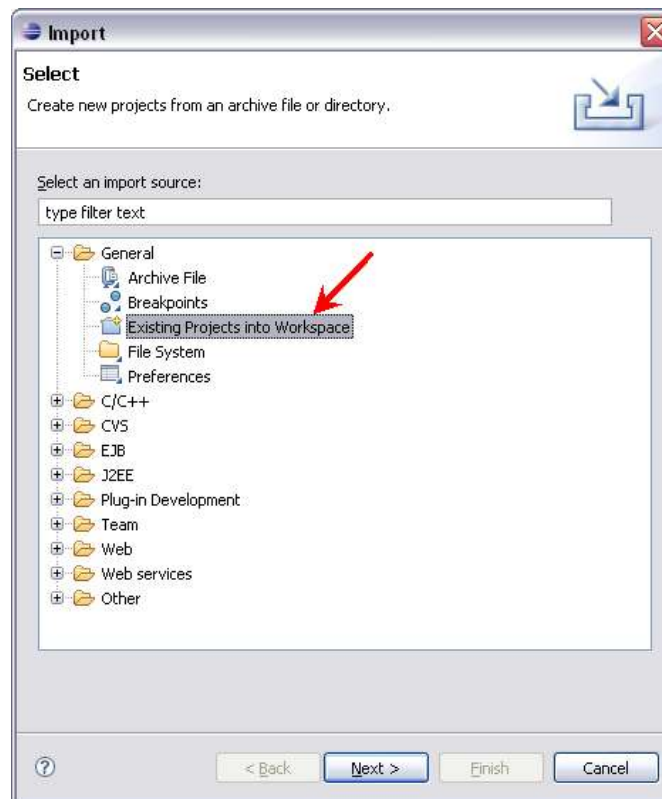 Import
Select
Create new projects from an archive file or directory.
Select an import source:
type filter text
General
Archive File
Breakpoints
Existing Projects into Workspace
File System
Preferences
C/C++
CVS
EJB
J2EE
Plug-in Development
Team
Web
Web services
Other
? < Back Next > Finish Cancel